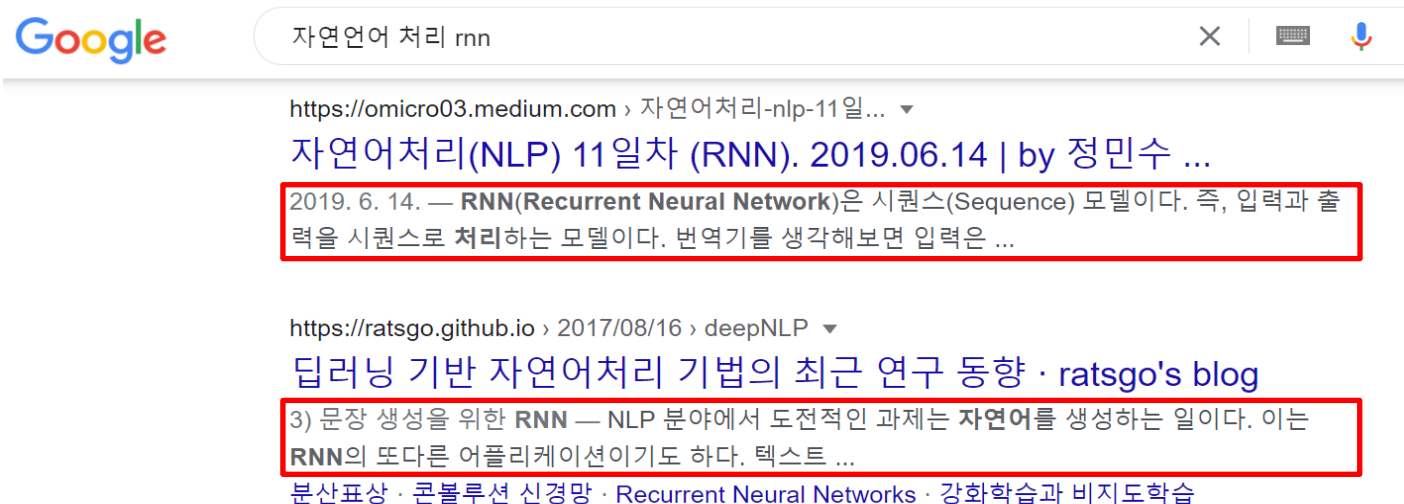 Google
자연언어 처리 rnn
https://omicro03.medium.com › 자연어처리-nlp-11일...
자연어처리(NLP) 11일차 (RNN). 2019.06.14 | by 정민수 ...
2019. 6. 14. — RNN(Recurrent Neural Network)은 시퀀스(Sequence) 모델이다. 즉, 입력과 출
력을 시퀀스로 처리하는 모델이다. 번역기를 생각해보면 입력은 ...
https://ratsgo.github.io › 2017/08/16 › deepNLP
딥러닝 기반 자연어처리 기법의 최근 연구 동향 · ratsgo's blog
3) 문장 생성을 위한 RNN — NLP 분야에서 도전적인 과제는 자연어를 생성하는 일이다. 이는
RNN의 또다른 어플리케이션이기도 하다. 텍스트 ...
분산표상 · 콘볼루션 신경망 · Recurrent Neural Networks · 강화학습과 비지도학습